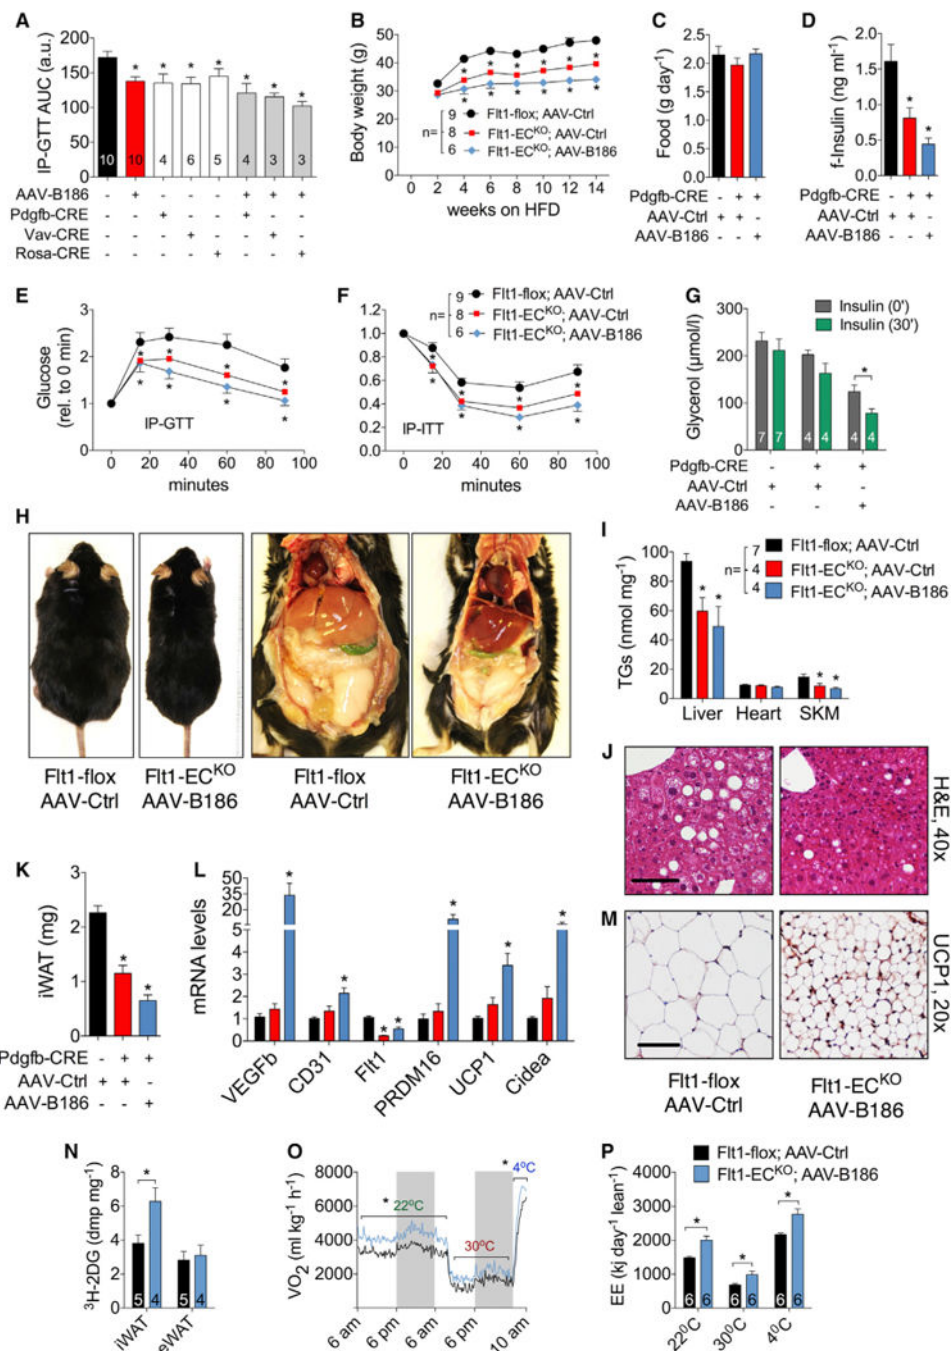 A
IP-GTT AUC (a.u.)
200
150
100
50
0
* * * * * * *
10 10 4 6 5 4 3 3
AAV-B186 - + - - - + + +
Pdgfb-CRE - - + - - + - -
Vav-CRE - - - + - - + -
Rosa-CRE - - - - + - - +
B
Body weight (g)
60
50
40
30
20
10
0
n=
9 Flt1-flox; AAV-Ctrl
8 Flt1-EC^KO; AAV-Ctrl
6 Flt1-EC^KO; AAV-B186
0 2 4 6 8 10 12 14
weeks on HFD
C
Food (g day-1)
2.5
2.0
1.5
1.0
0.5
0.0
Pdgfb-CRE - + +
AAV-Ctrl + + -
AAV-B186 - - +
D
f-Insulin (ng ml-1)
2.0
1.5
1.0
0.5
0.0
* *
Pdgfb-CRE - + +
AAV-Ctrl + + -
AAV-B186 - - +
E
Glucose
(rel. to 0 min)
3
2
1
0
IP-GTT
0 20 40 60 80 100
minutes
F
n=
9 Flt1-flox; AAV-Ctrl
8 Flt1-EC^KO; AAV-Ctrl
6 Flt1-EC^KO; AAV-B186
1.2
1.0
0.8
0.6
0.4
0.2
0.0
IP-ITT
0 20 40 60 80 100
minutes
G
Insulin (0')
Insulin (30')
Glycerol (µmol/l)
300
200
100
0
*
7 7 4 4 4 4
Pdgfb-CRE - + +
AAV-Ctrl + + -
AAV-B186 - - +
H
Flt1-flox
AAV-Ctrl
Flt1-EC^KO
AAV-B186
Flt1-flox
AAV-Ctrl
Flt1-EC^KO
AAV-B186
I
TGs (nmol mg-1)
100
80
60
40
20
0
n=
7 Flt1-flox; AAV-Ctrl
4 Flt1-EC^KO; AAV-Ctrl
4 Flt1-EC^KO; AAV-B186
* * * *
Liver Heart SKM
J
H&E, 40x
K
iWAT (mg)
3
2
1
0
* *
Pdgfb-CRE - + +
AAV-Ctrl + + -
AAV-B186 - - +
L
mRNA levels
50
35
20
5
4
3
2
1
0
* * * * * * *
VEGFb CD31 Flt1 PRDM16 UCP1 Cidea
M
UCP1, 20x
Flt1-flox
AAV-Ctrl
Flt1-EC^KO
AAV-B186
N
3H-2DG (dmp mg-1)
8
6
4
2
0
*
5 4 5 4
iWAT eWAT
O
VO2 (ml kg-1 h-1)
8000
6000
4000
2000
* 22ºC
* 30ºC
* 4ºC
6 am 6 pm 6 am 6 pm 10 am
P
Flt1-flox; AAV-Ctrl
Flt1-EC^KO; AAV-B186
EE (kj day-1 lean-1)
4000
3000
2000
1000
0
* * *
6 6 6 6 6 6
22ºC 30ºC 4ºC